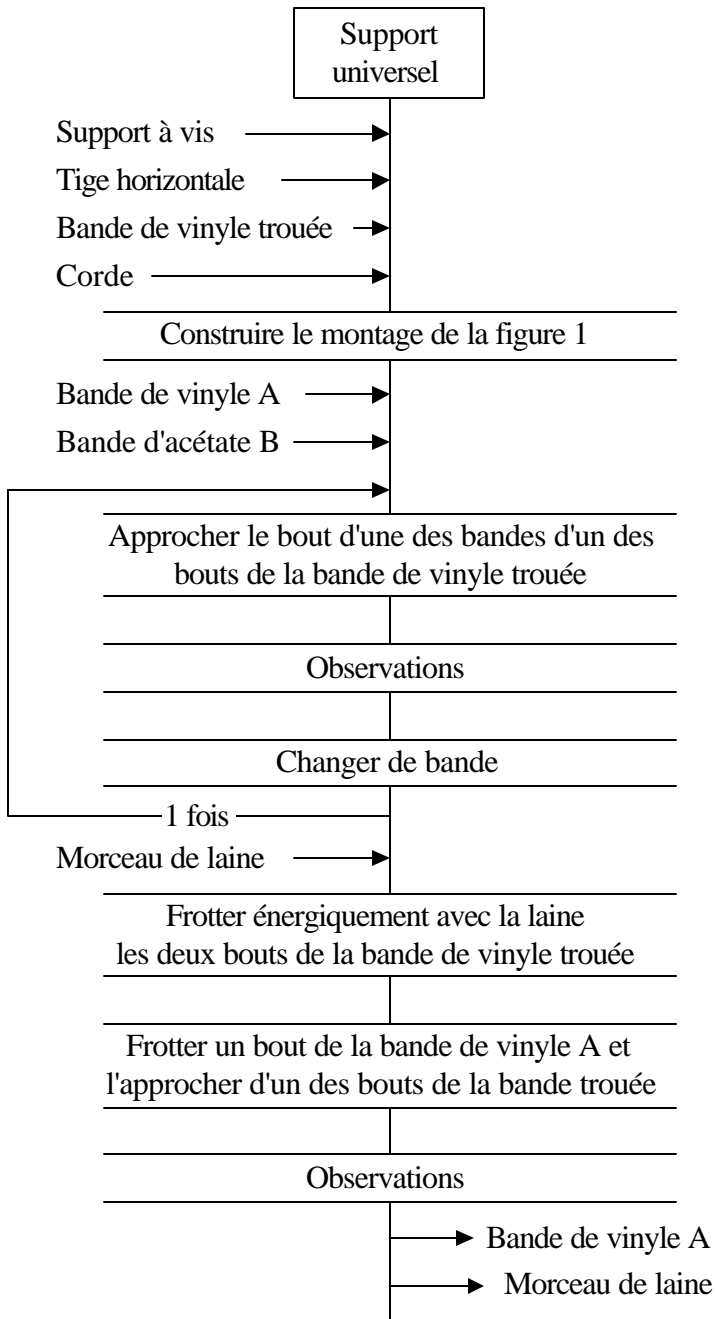 Support
universel
Support à vis
Tige horizontale
Bande de vinyle trouée
Corde
Construire le montage de la figure 1
Bande de vinyle A
Bande d'acétate B
Approcher le bout d'une des bandes d'un des
bouts de la bande de vinyle trouée
Observations
Changer de bande
1 fois
Morceau de laine
Frotter énergiquement avec la laine
les deux bouts de la bande de vinyle trouée
Frotter un bout de la bande de vinyle A et
l'approcher d'un des bouts de la bande trouée
Observations
Bande de vinyle A
Morceau de laine